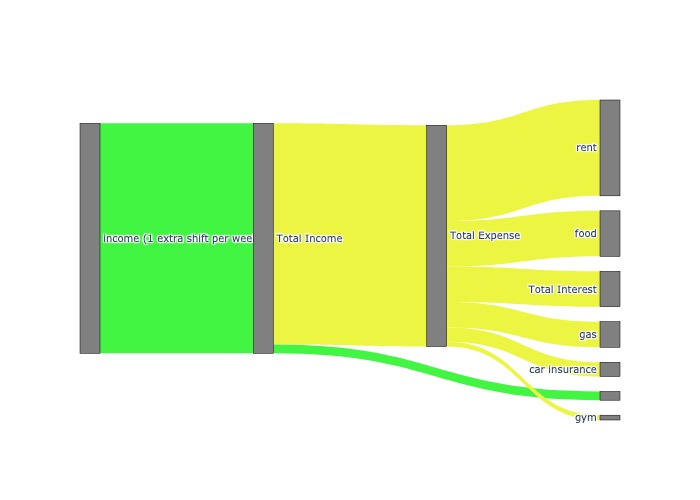 income (1 extra shift per wee
Total Income
Total Expense
rent
food
Total Interest
gas
car insurance
gym